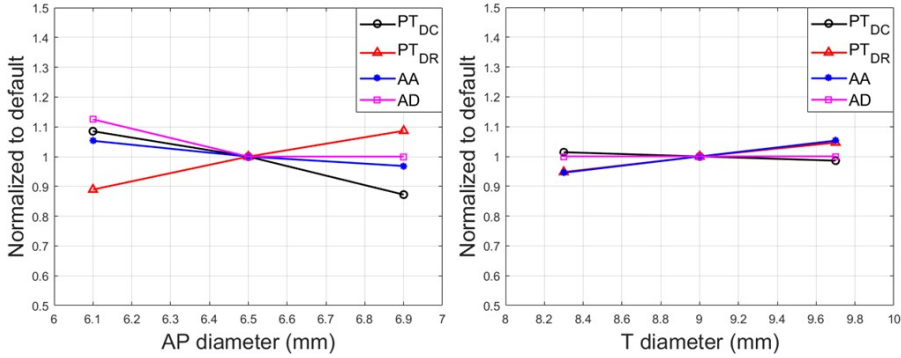 1.5
1.4
1.3
1.2
1.1
1
0.9
0.8
0.7
0.6
0.5
Normalized to default
6 6.1 6.2 6.3 6.4 6.5 6.6 6.7 6.8 6.9 7
AP diameter (mm)
PT_DC
PT_DR
AA
AD
1.5
1.4
1.3
1.2
1.1
1
0.9
0.8
0.7
0.6
0.5
Normalized to default
8 8.2 8.4 8.6 8.8 9 9.2 9.4 9.6 9.8 10
T diameter (mm)
PT_DC
PT_DR
AA
AD